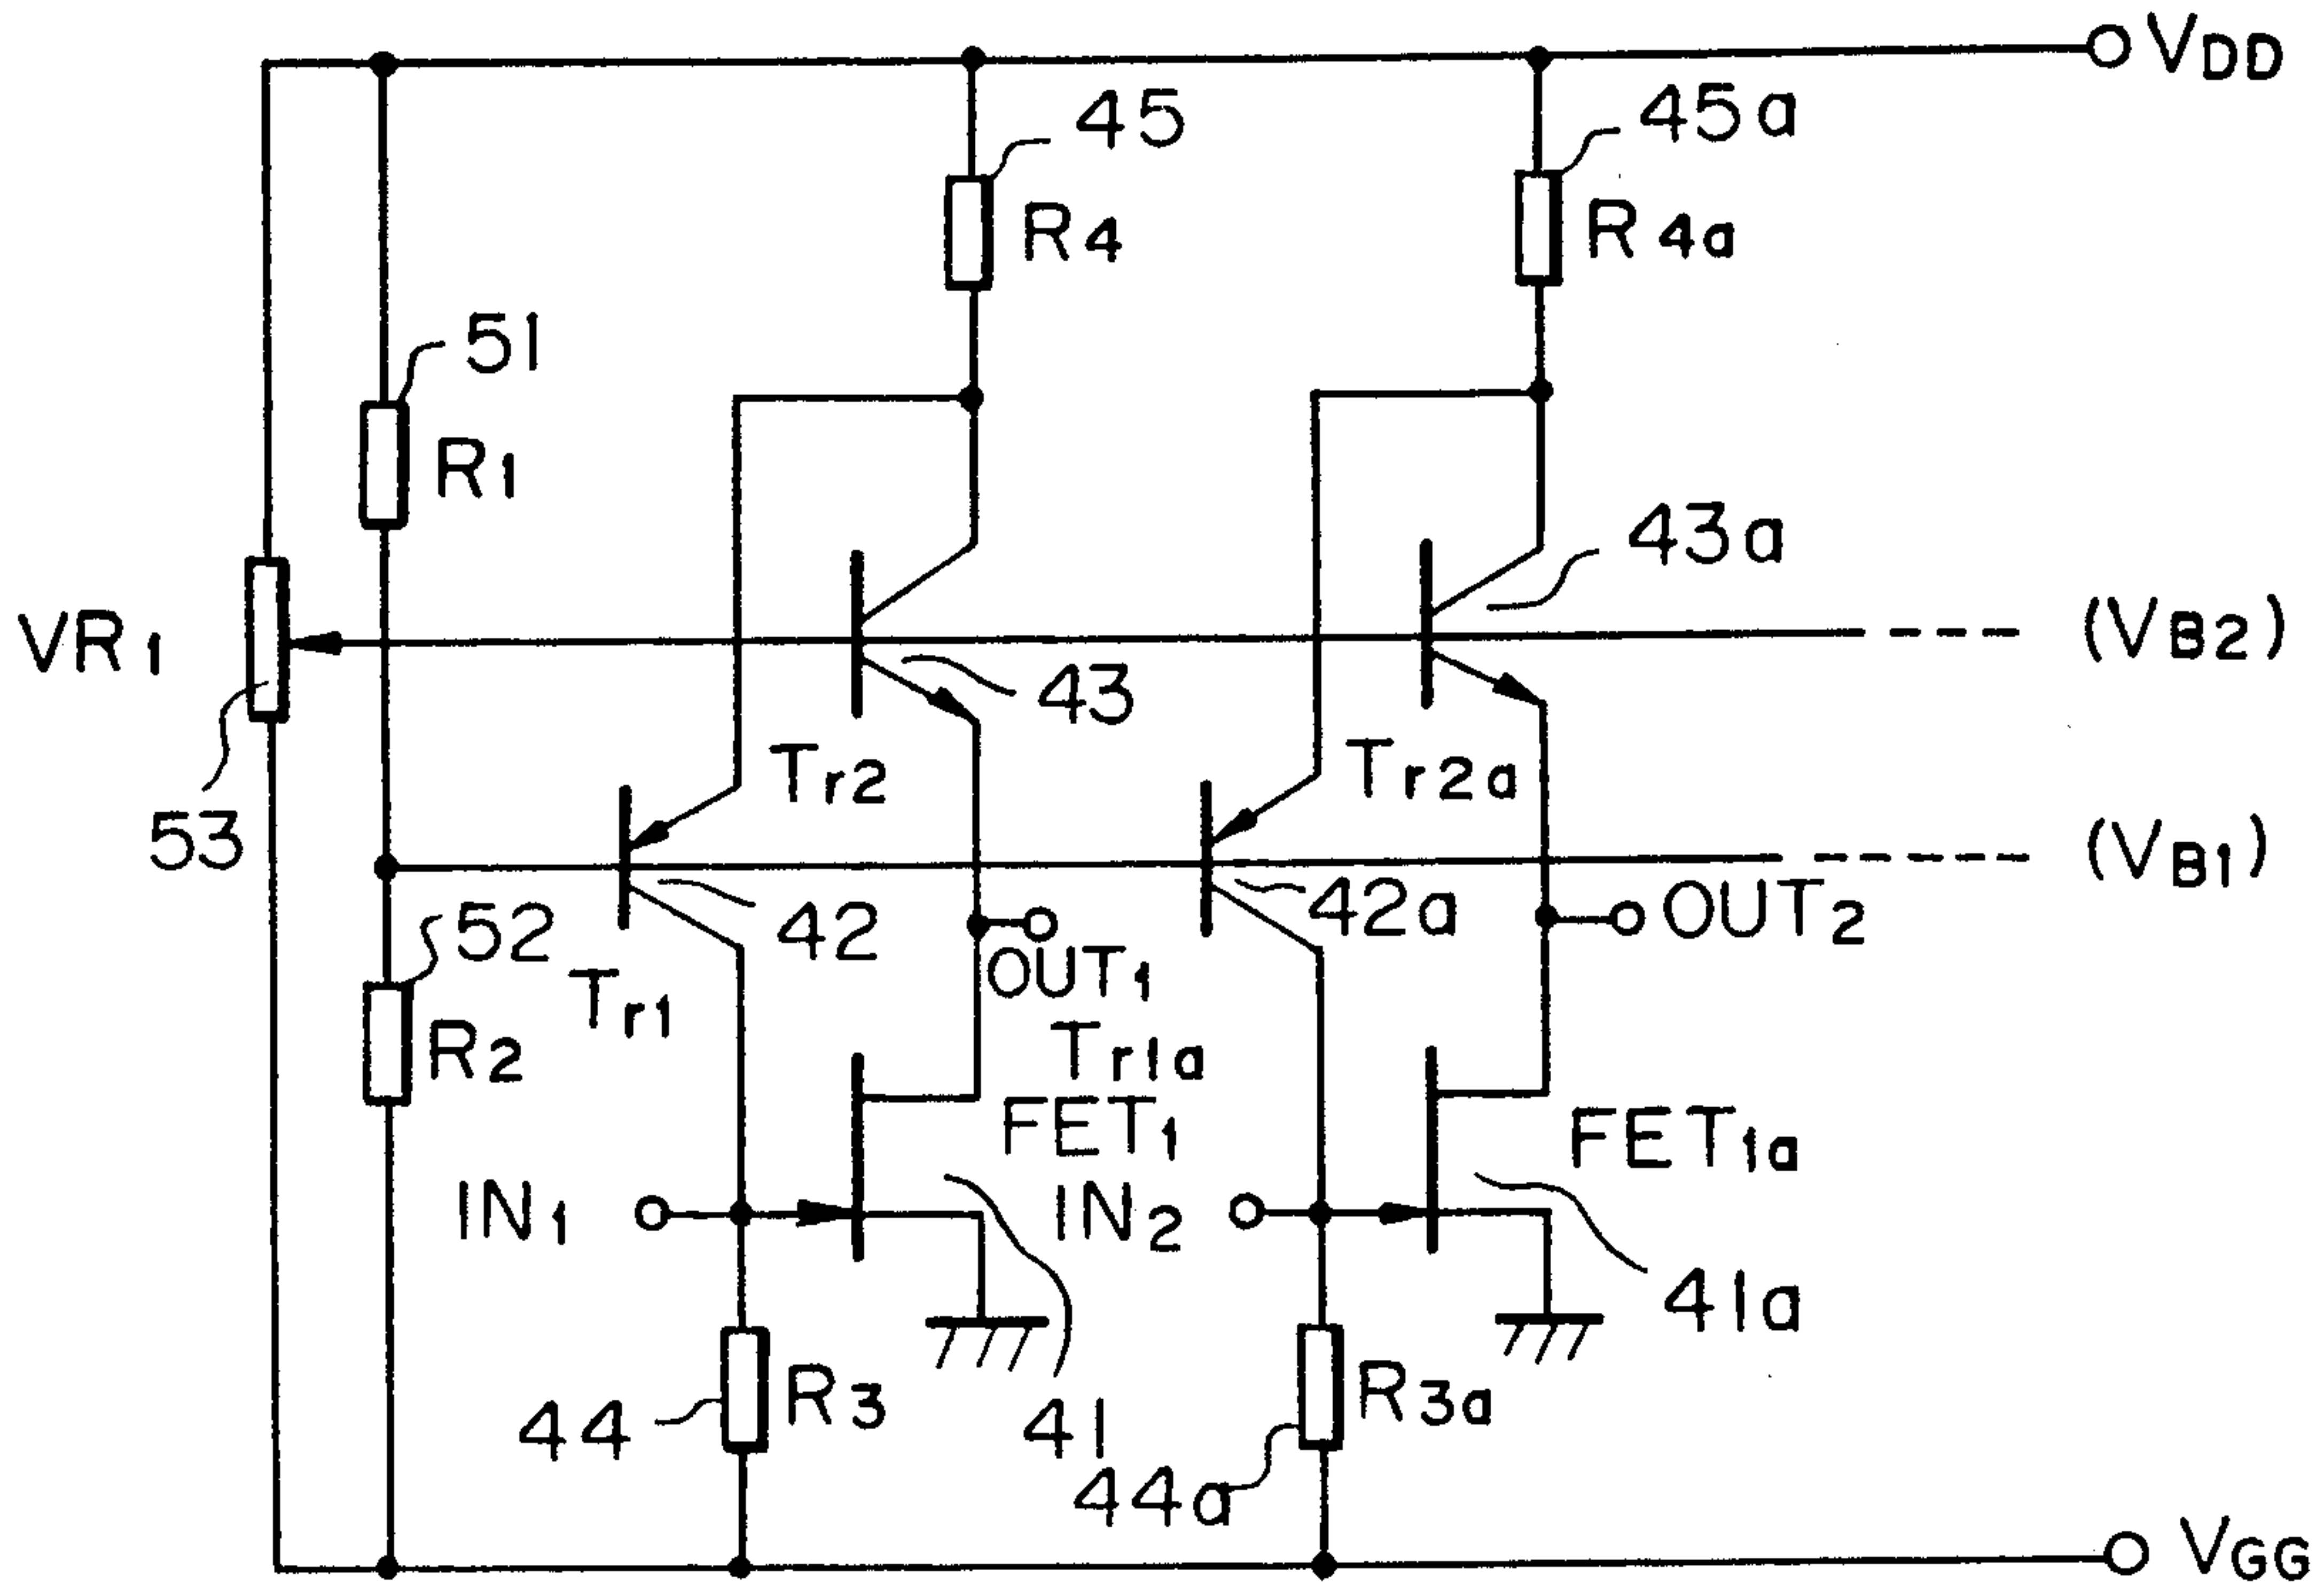 VDD
45
45a
R4
R4a
51
R1
43a
VR1
(VB2)
43
Tr2
Tr2a
53
(VB1)
52
42
42a
OUT2
OUT1
Tr1
R2
Tr1a
FET1
FET1a
IN1
IN2
41a
R3
R3a
44
41
44a
VGG